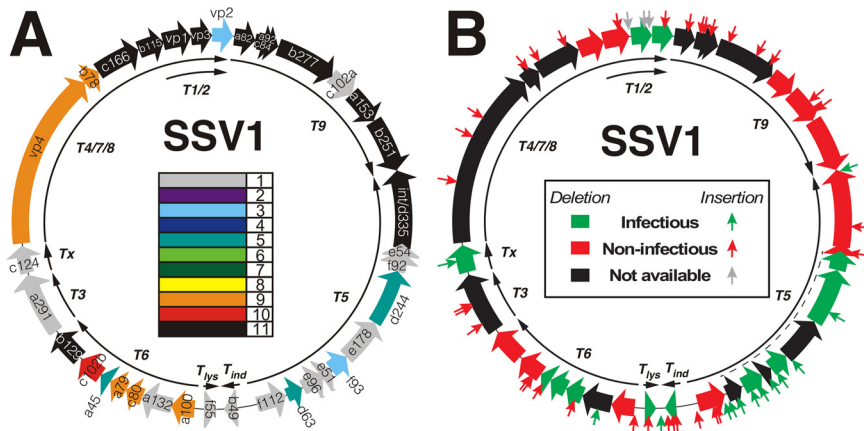 A
vp2
c166
b115
vp1
vp3
a82
a92
c84
b277
c102a
a153
b251
int/d335
e54
f92
d244
e178
f93
e51
e96
d63
f112
b49
f55
a100
a132
c80
a79
a45
c102b
b129
a291
c124
vp4
b78
T1/2
T9
T4/7/8
SSV1
1
2
3
4
5
6
7
8
9
10
11
Tx
T3
T5
T6
Tlys
Tind
B
T1/2
T9
T4/7/8
SSV1
Deletion Insertion
Infectious
Non-infectious
Not available
Tx
T3
T5
T6
Tlys
Tind